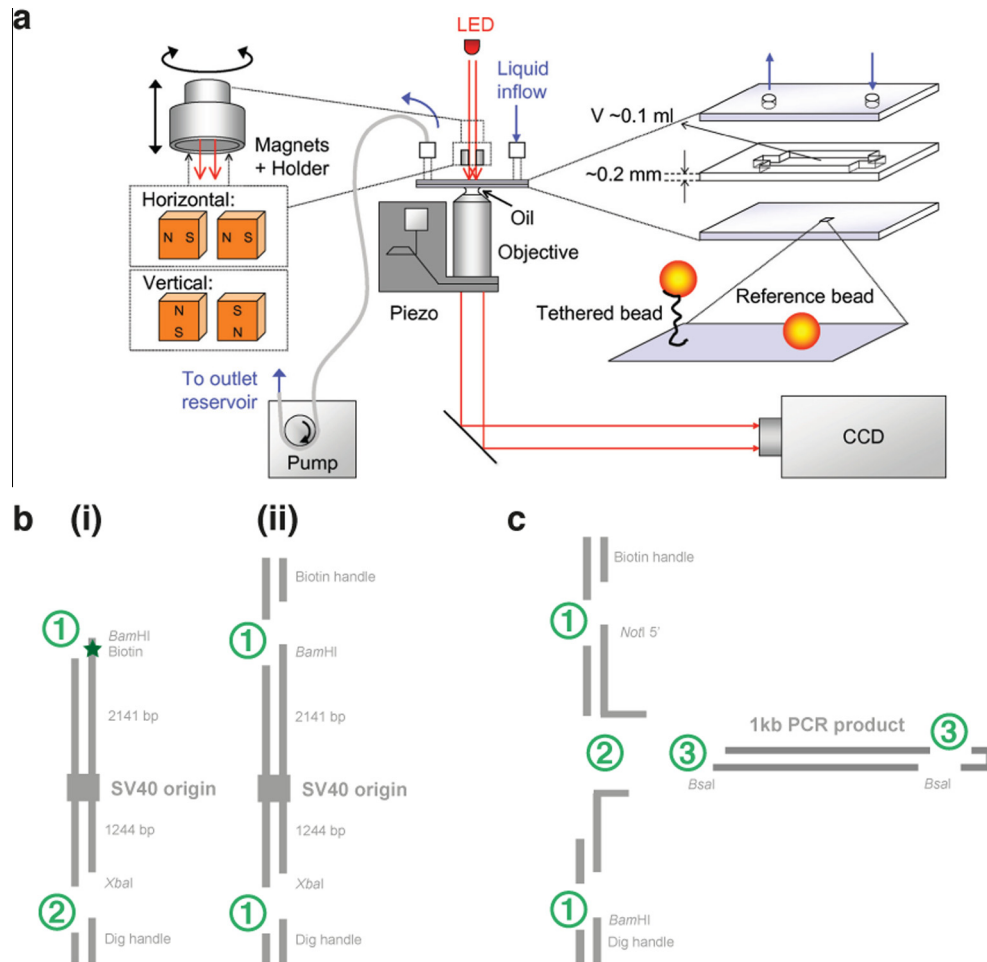 a
LED
Liquid
inflow
V ~0.1 ml
Magnets
+ Holder
~0.2 mm
Horizontal:
N S N S
Oil
Objective
Vertical:
N S
S N
Piezo
Tethered bead
Reference bead
To outlet
reservoir
Pump
CCD
b (i) (ii) c
Biotin handle
1
BamHI
Biotin
2141 bp
SV40 origin
1244 bp
XbaI
2
Dig handle
1
BamHI
2141 bp
SV40 origin
1244 bp
XbaI
1
Dig handle
Biotin handle
1
NotI 5'
2
1kb PCR product
3
BsaI
3
BsaI
1
BamHI
Dig handle